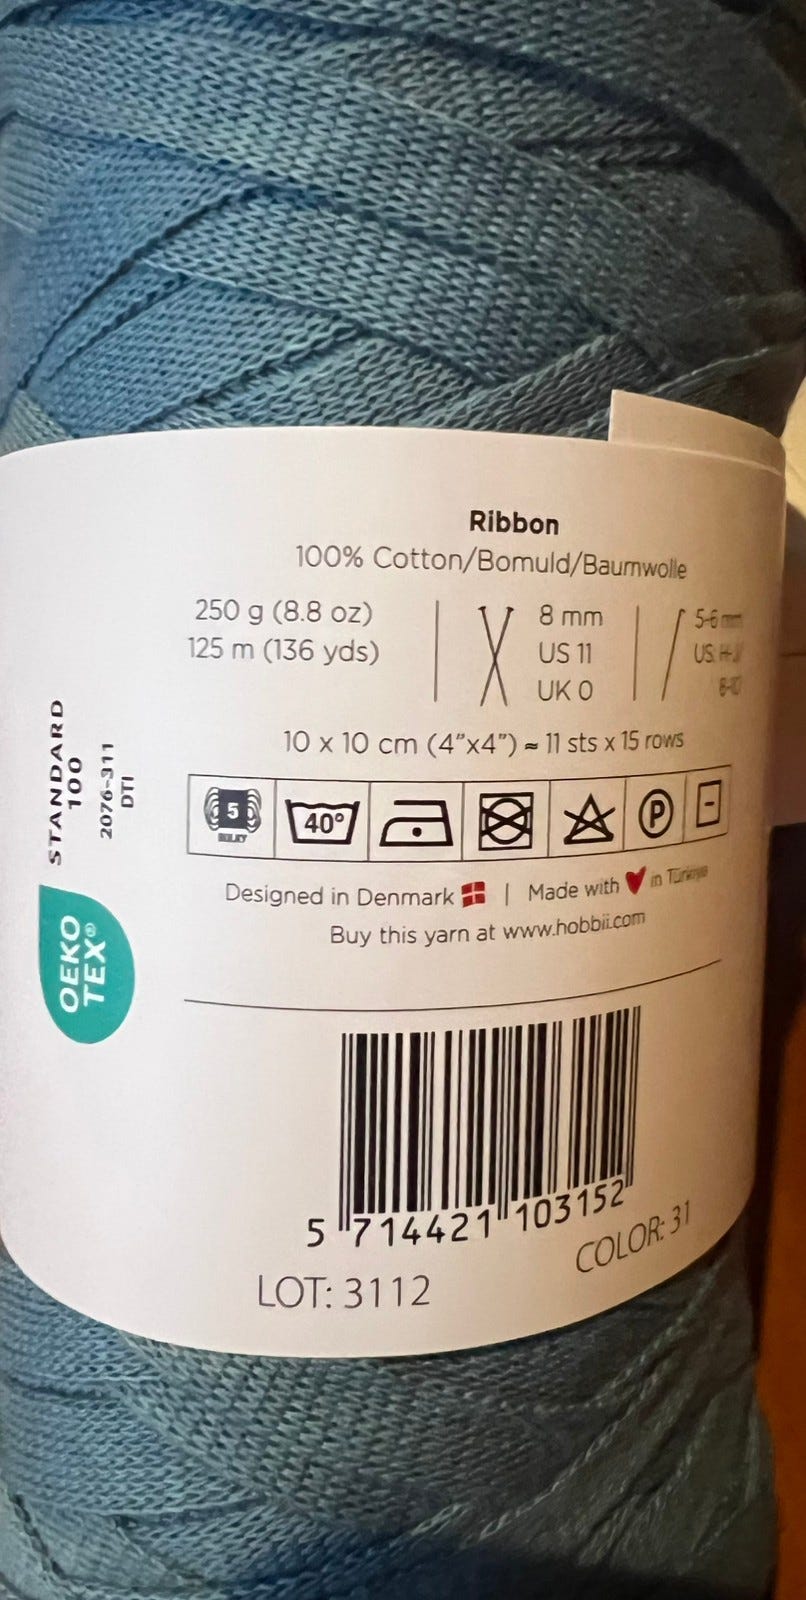 Ribbon
100% Cotton/Bomuld/Baumwolle
250 g (8.8 oz)
125 m (136 yds)
8 mm
US 11
UK 0
5-6 mm
US: H-J/
10 x 10 cm (4"x4") ≈ 11 sts x 15 rows
5
BULKY
40°
P
Designed in Denmark | Made with ❤ in Türkiye
Buy this yarn at www.hobbii.com
5 714421 103152
LOT: 3112
COLOR: 31
STANDARD
100
2076-311
DTI
OEKO
TEX®